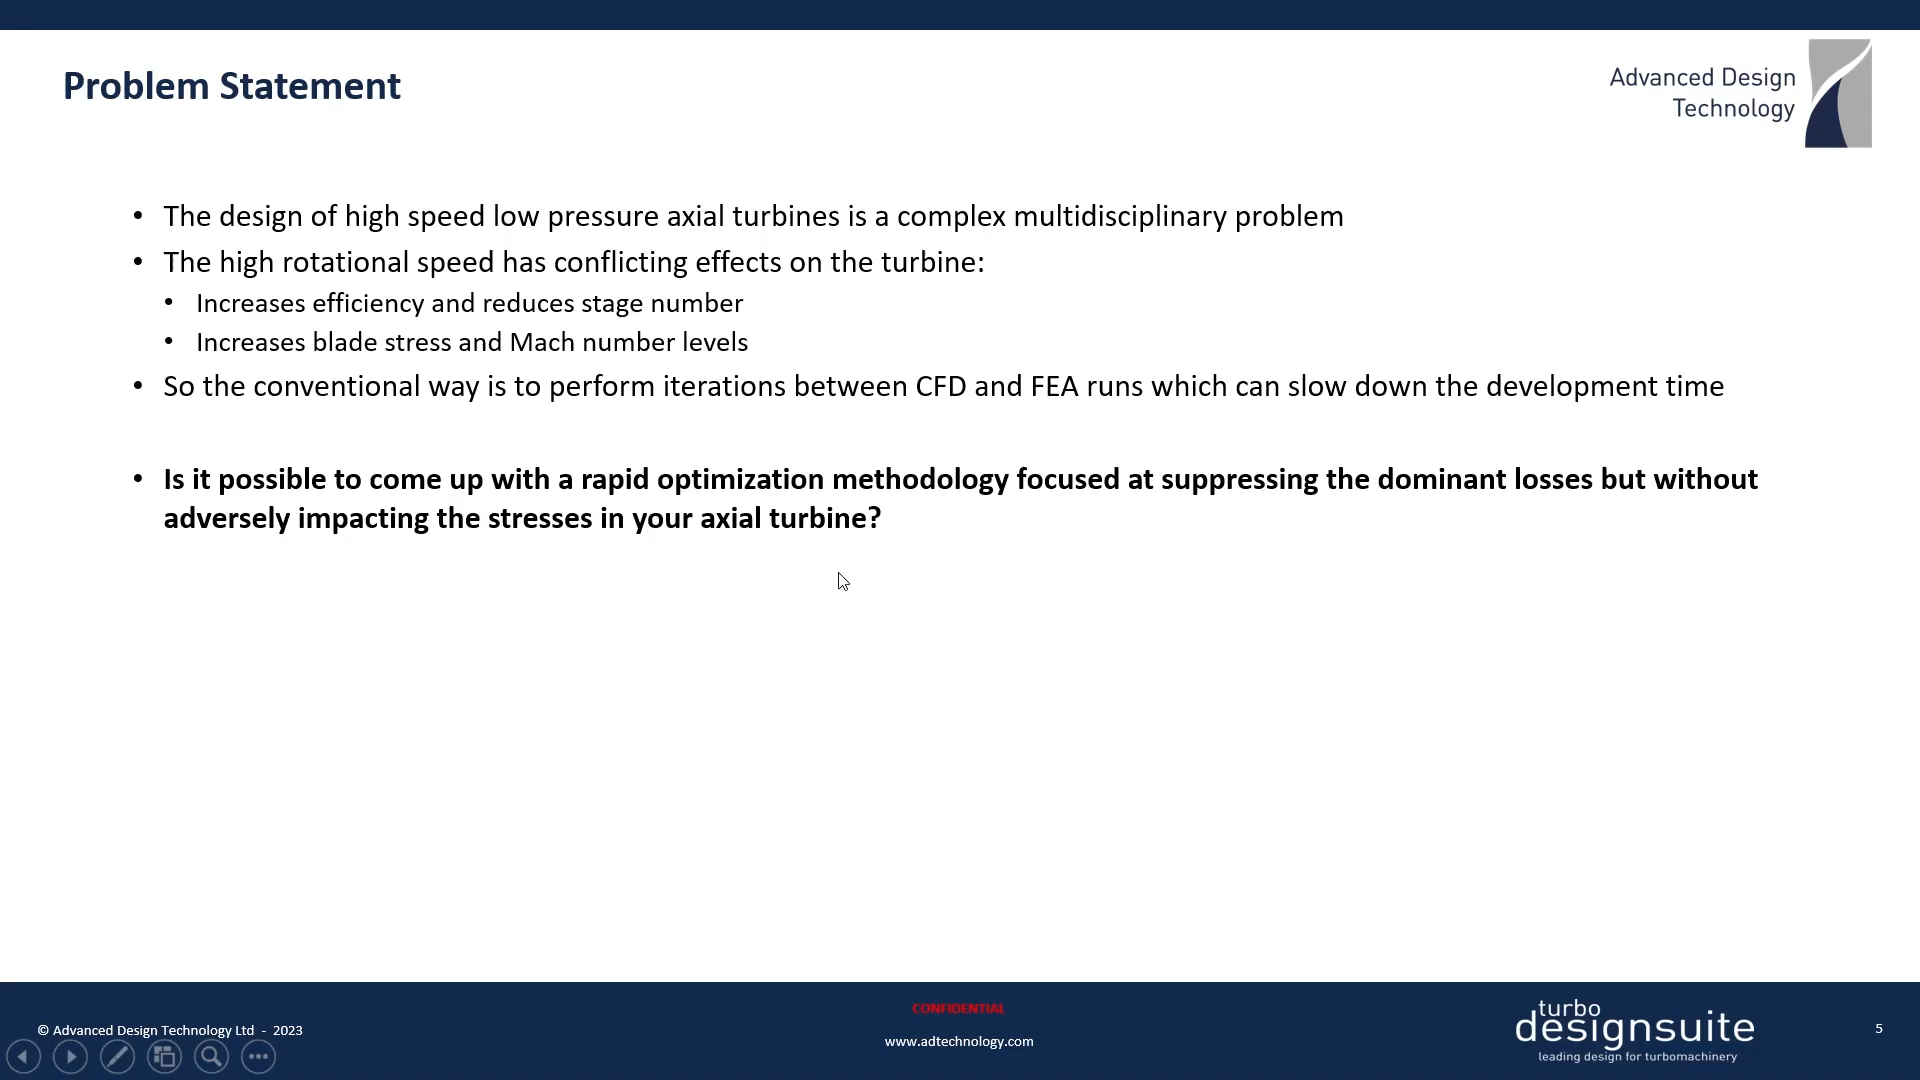 Problem Statement
Advanced Design
Technology
• The design of high speed low pressure axial turbines is a complex multidisciplinary problem
• The high rotational speed has conflicting effects on the turbine:
• Increases efficiency and reduces stage number
• Increases blade stress and Mach number levels
• So the conventional way is to perform iterations between CFD and FEA runs which can slow down the development time
• Is it possible to come up with a rapid optimization methodology focused at suppressing the dominant losses but without
adversely impacting the stresses in your axial turbine?
CONFIDENTIAL
© Advanced Design Technology Ltd - 2023
www.adtechnology.com
turbo
designsuite
leading design for turbomachinery
5